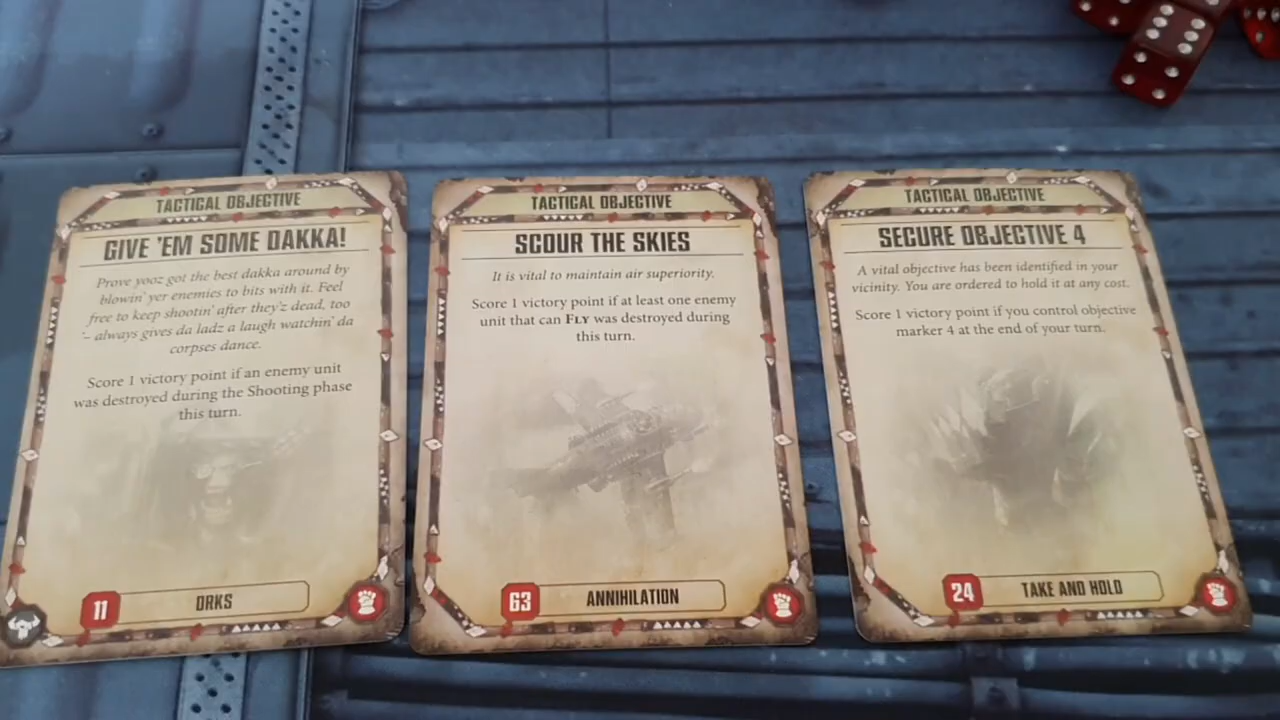 TACTICAL OBJECTIVE
GIVE 'EM SOME DAKKA!
Prove yooz got the best dakka around by
blowin' yer enemies to bits with it. Feel
free to keep shootin' after they'z dead, too
'– always gives da ladz a laugh watchin' da
corpses dance.
Score 1 victory point if an enemy unit
was destroyed during the Shooting phase
this turn.
11
ORKS
TACTICAL OBJECTIVE
SCOUR THE SKIES
It is vital to maintain air superiority.
Score 1 victory point if at least one enemy
unit that can FLY was destroyed during
this turn.
63
ANNIHILATION
TACTICAL OBJECTIVE
SECURE OBJECTIVE 4
A vital objective has been identified in your
vicinity. You are ordered to hold it at any cost.
Score 1 victory point if you control objective
marker 4 at the end of your turn.
24
TAKE AND HOLD